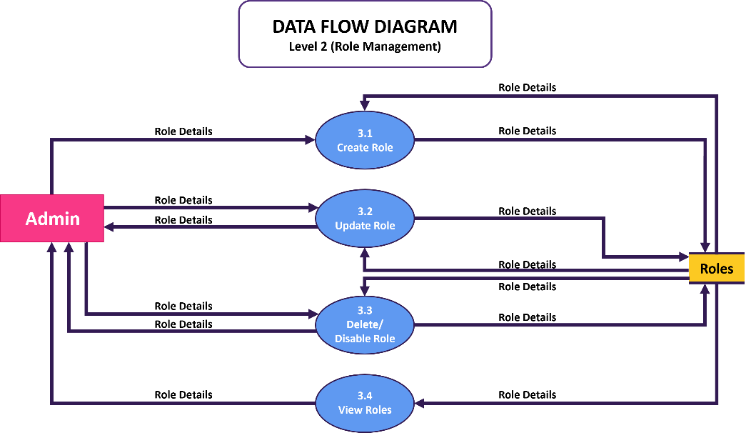 DATA FLOW DIAGRAM
Level 2 (Role Management)
Role Details
Role Details
3.1
Create Role
Role Details
Role Details
Role Details
3.2
Update Role
Role Details
Admin
Role Details
Roles
Role Details
Role Details
Role Details
3.3
Delete/
Disable Role
Role Details
Role Details
3.4
View Roles
Role Details